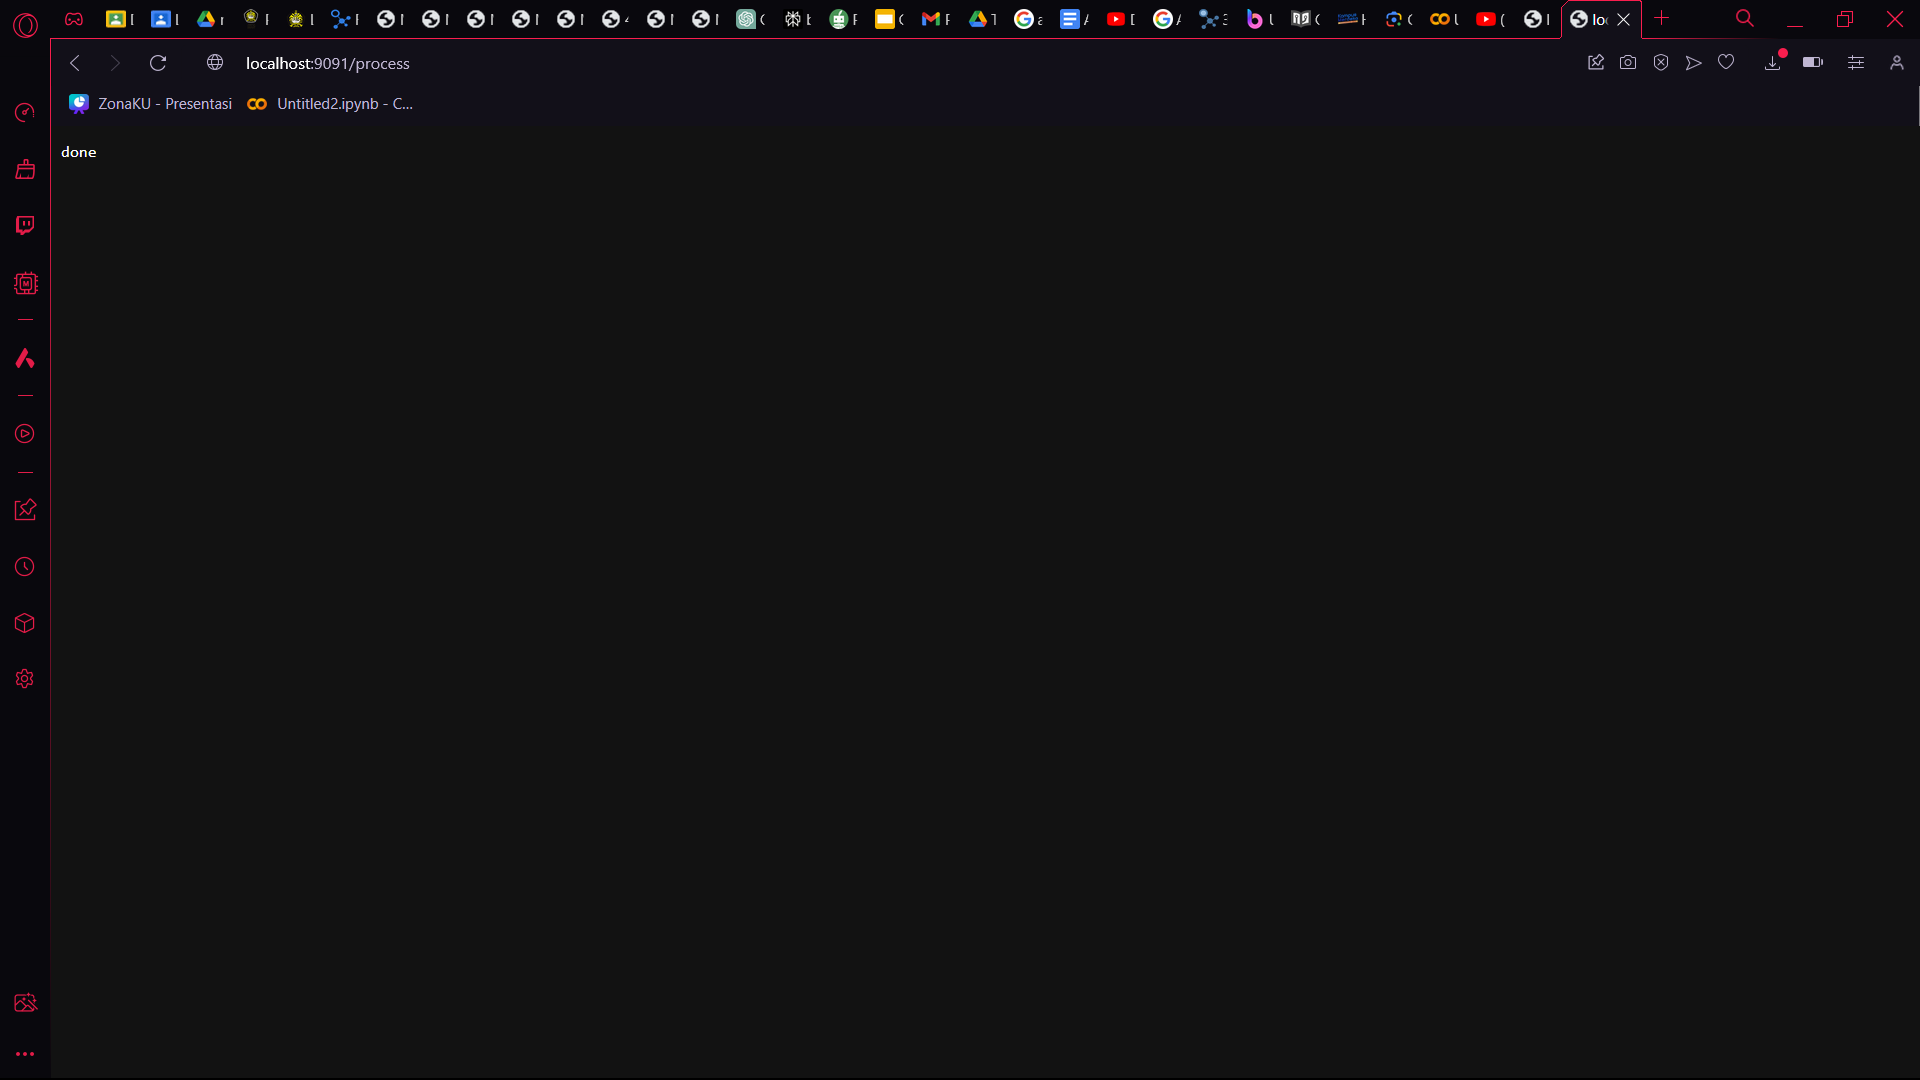 localhost:9091/process
ZonaKU - Presentasi
Untitled2.ipynb - C...
done